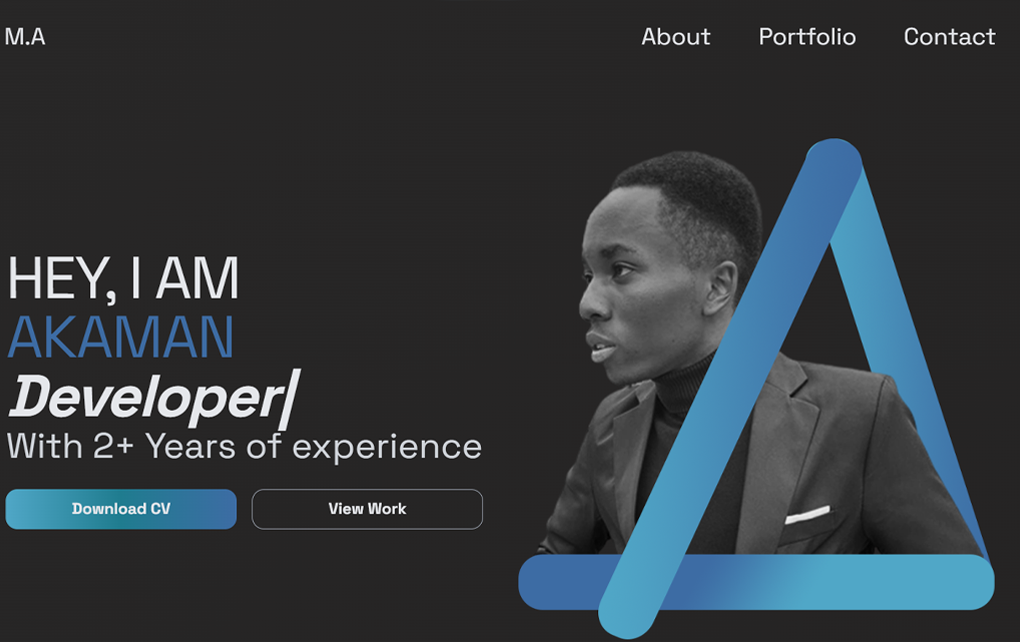 M.A
About Portfolio Contact
HEY, I AM
AKAMAN
Developer|
With 2+ Years of experience
Download CV View Work